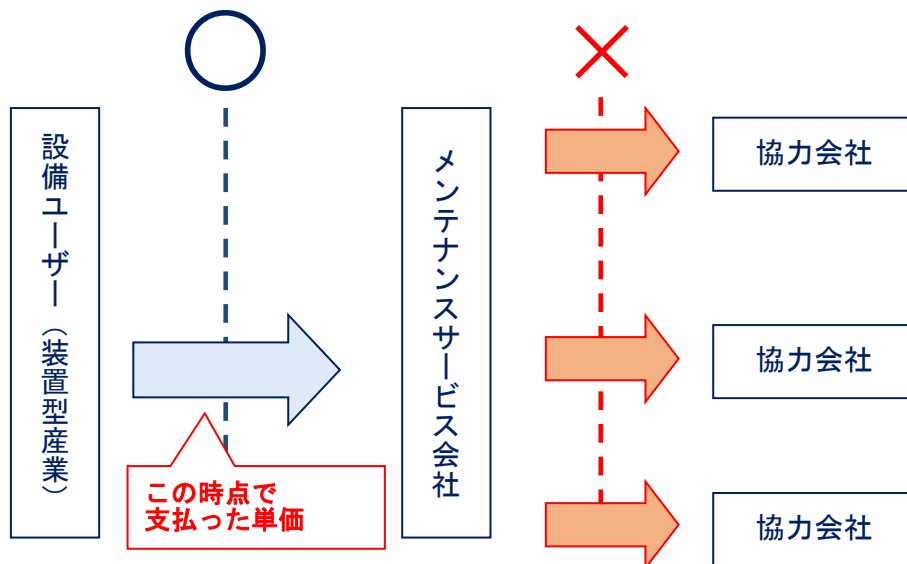 設備ユーザー（装置型産業）
この時点で
支払った単価
メンテナンスサービス会社
協力会社
協力会社
協力会社